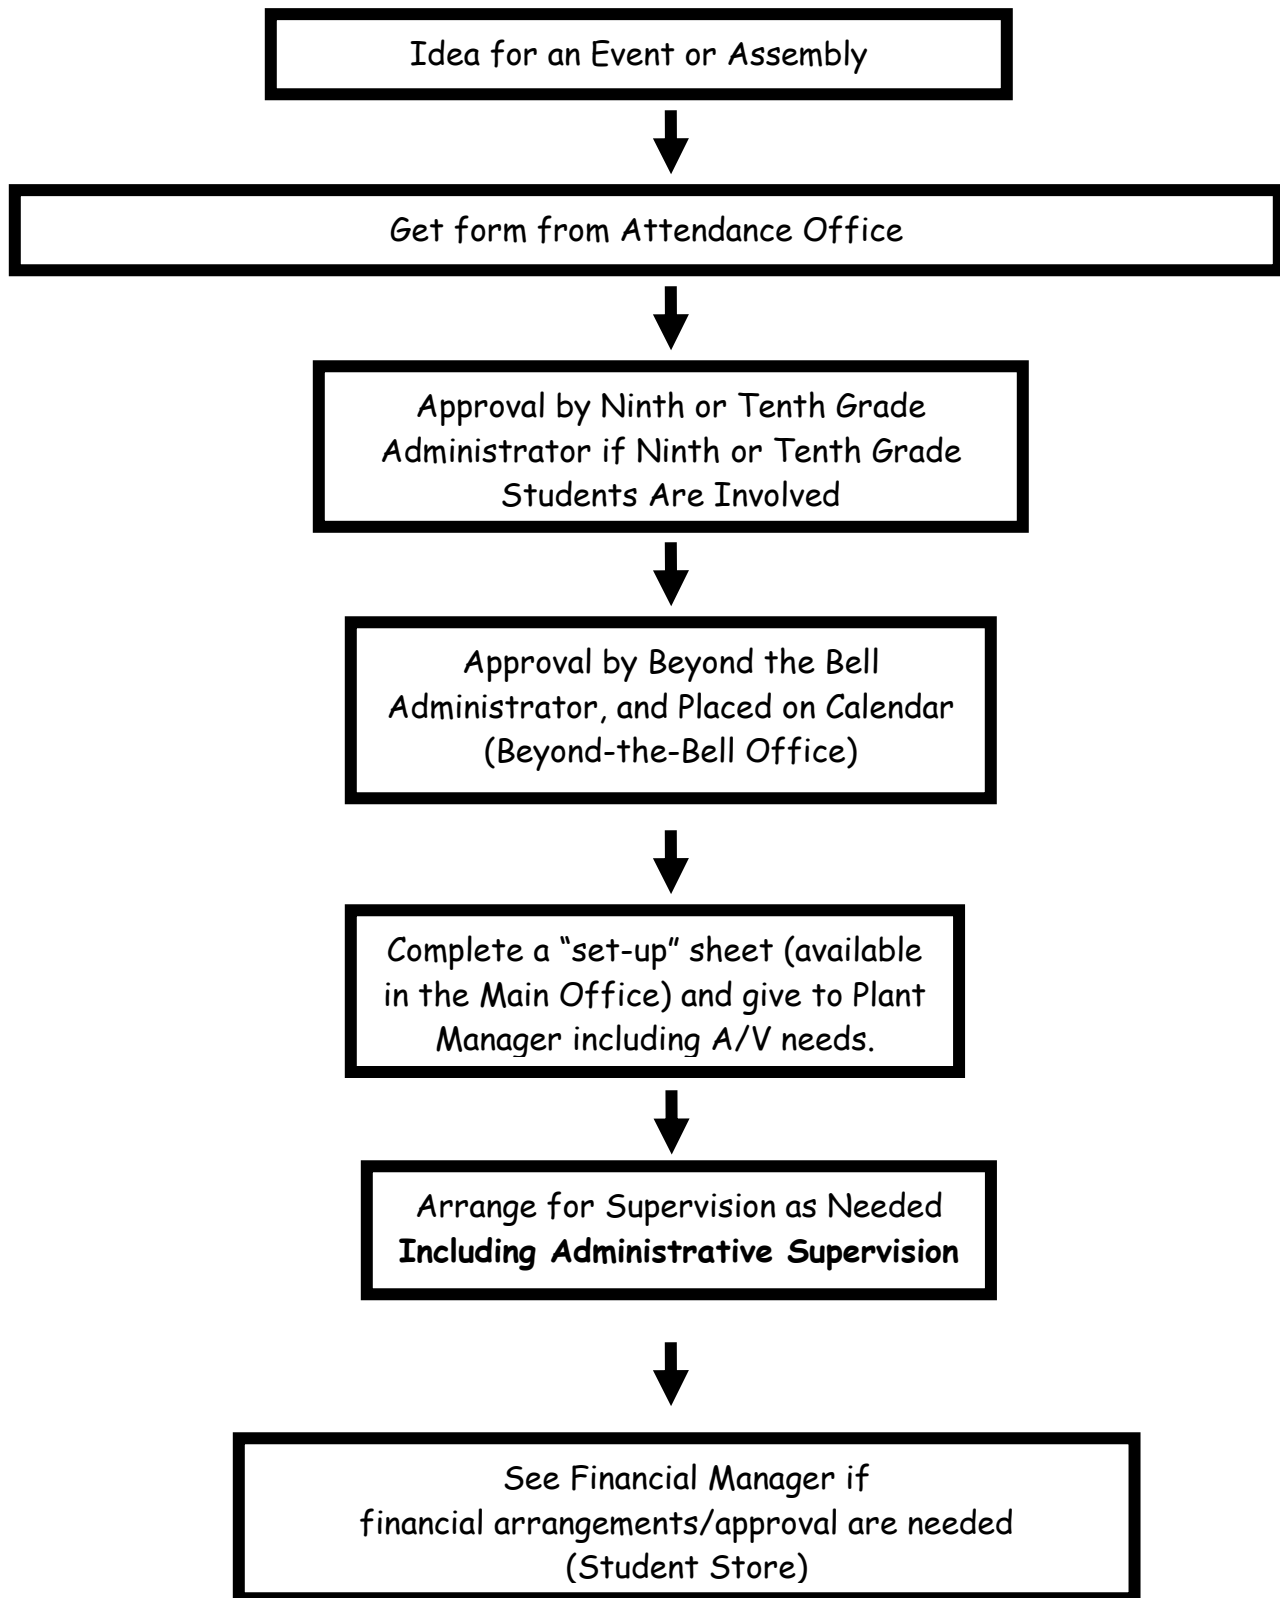 Idea for an Event or Assembly
Get form from Attendance Office
Approval by Ninth or Tenth Grade
Administrator if Ninth or Tenth Grade
Students Are Involved
Approval by Beyond the Bell
Administrator, and Placed on Calendar
(Beyond-the-Bell Office)
Complete a “set-up” sheet (available
in the Main Office) and give to Plant
Manager including A/V needs.
Arrange for Supervision as Needed
Including Administrative Supervision
See Financial Manager if
financial arrangements/approval are needed
(Student Store)